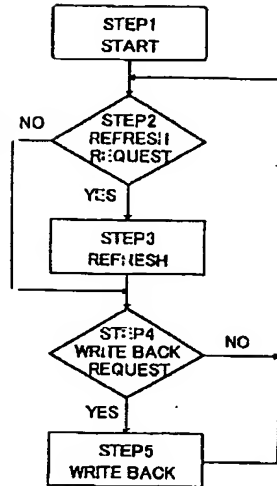 STEP1
START
STEP2
REFRESH
REQUEST
NO
YES
STEP3
REFRESH
STEP4
WRITE BACK
REQUEST
NO
YES
STEP5
WRITE BACK